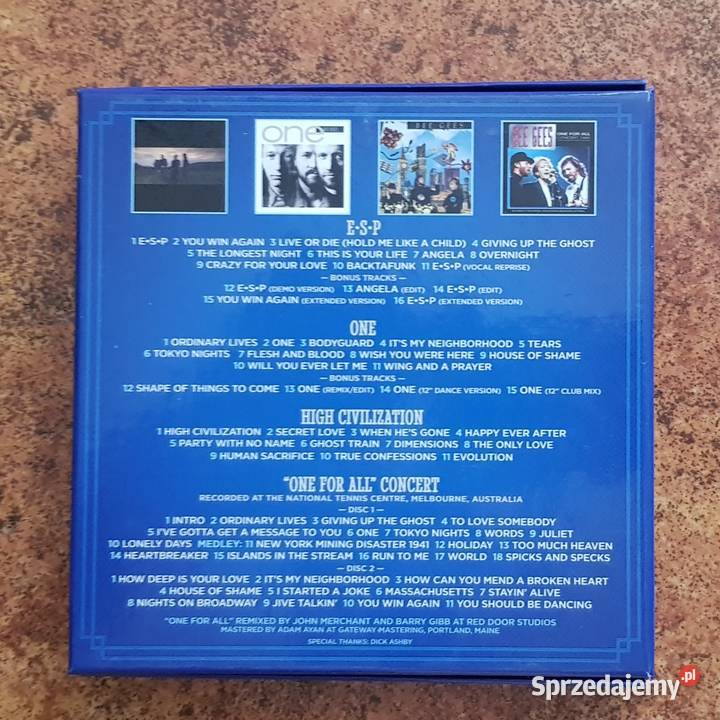 one
BEE GEES
BEE GEES
ONE FOR ALL
E•S•P
1 E•S•P 2 YOU WIN AGAIN 3 LIVE OR DIE (HOLD ME LIKE A CHILD) 4 GIVING UP THE GHOST
5 THE LONGEST NIGHT 6 THIS IS YOUR LIFE 7 ANGELA 8 OVERNIGHT
9 CRAZY FOR YOUR LOVE 10 BACKTAFUNK 11 E•S•P (VOCAL REPRISE)
— BONUS TRACKS —
12 E•S•P (DEMO VERSION) 13 ANGELA (EDIT) 14 E•S•P (EDIT)
15 YOU WIN AGAIN (EXTENDED VERSION) 16 E•S•P (EXTENDED VERSION)
ONE
1 ORDINARY LIVES 2 ONE 3 BODYGUARD 4 IT'S MY NEIGHBORHOOD 5 TEARS
6 TOKYO NIGHTS 7 FLESH AND BLOOD 8 WISH YOU WERE HERE 9 HOUSE OF SHAME
10 WILL YOU EVER LET ME 11 WING AND A PRAYER
— BONUS TRACKS —
12 SHAPE OF THINGS TO COME 13 ONE (REMIX/EDIT) 14 ONE (12" DANCE VERSION) 15 ONE (12" CLUB MIX)
HIGH CIVILIZATION
1 HIGH CIVILIZATION 2 SECRET LOVE 3 WHEN HE'S GONE 4 HAPPY EVER AFTER
5 PARTY WITH NO NAME 6 GHOST TRAIN 7 DIMENSIONS 8 THE ONLY LOVE
9 HUMAN SACRIFICE 10 TRUE CONFESSIONS 11 EVOLUTION
"ONE FOR ALL" CONCERT
RECORDED AT THE NATIONAL TENNIS CENTRE, MELBOURNE, AUSTRALIA
— DISC 1 —
1 INTRO 2 ORDINARY LIVES 3 GIVING UP THE GHOST 4 TO LOVE SOMEBODY
5 I'VE GOTTA GET A MESSAGE TO YOU 6 ONE 7 TOKYO NIGHTS 8 WORDS 9 JULIET
10 LONELY DAYS MEDLEY: 11 NEW YORK MINING DISASTER 1941 12 HOLIDAY 13 TOO MUCH HEAVEN
14 HEARTBREAKER 15 ISLANDS IN THE STREAM 16 RUN TO ME 17 WORLD 18 SPICKS AND SPECKS
— DISC 2 —
1 HOW DEEP IS YOUR LOVE 2 IT'S MY NEIGHBORHOOD 3 HOW CAN YOU MEND A BROKEN HEART
4 HOUSE OF SHAME 5 I STARTED A JOKE 6 MASSACHUSETTS 7 STAYIN' ALIVE
8 NIGHTS ON BROADWAY 9 JIVE TALKIN' 10 YOU WIN AGAIN 11 YOU SHOULD BE DANCING
"ONE FOR ALL" REMIXED BY JOHN MERCHANT AND BARRY GIBB AT RED DOOR STUDIOS
MASTERED BY ADAM AYAN AT GATEWAY MASTERING, PORTLAND, MAINE
SPECIAL THANKS: DICK ASHBY
Sprzedajemy.pl